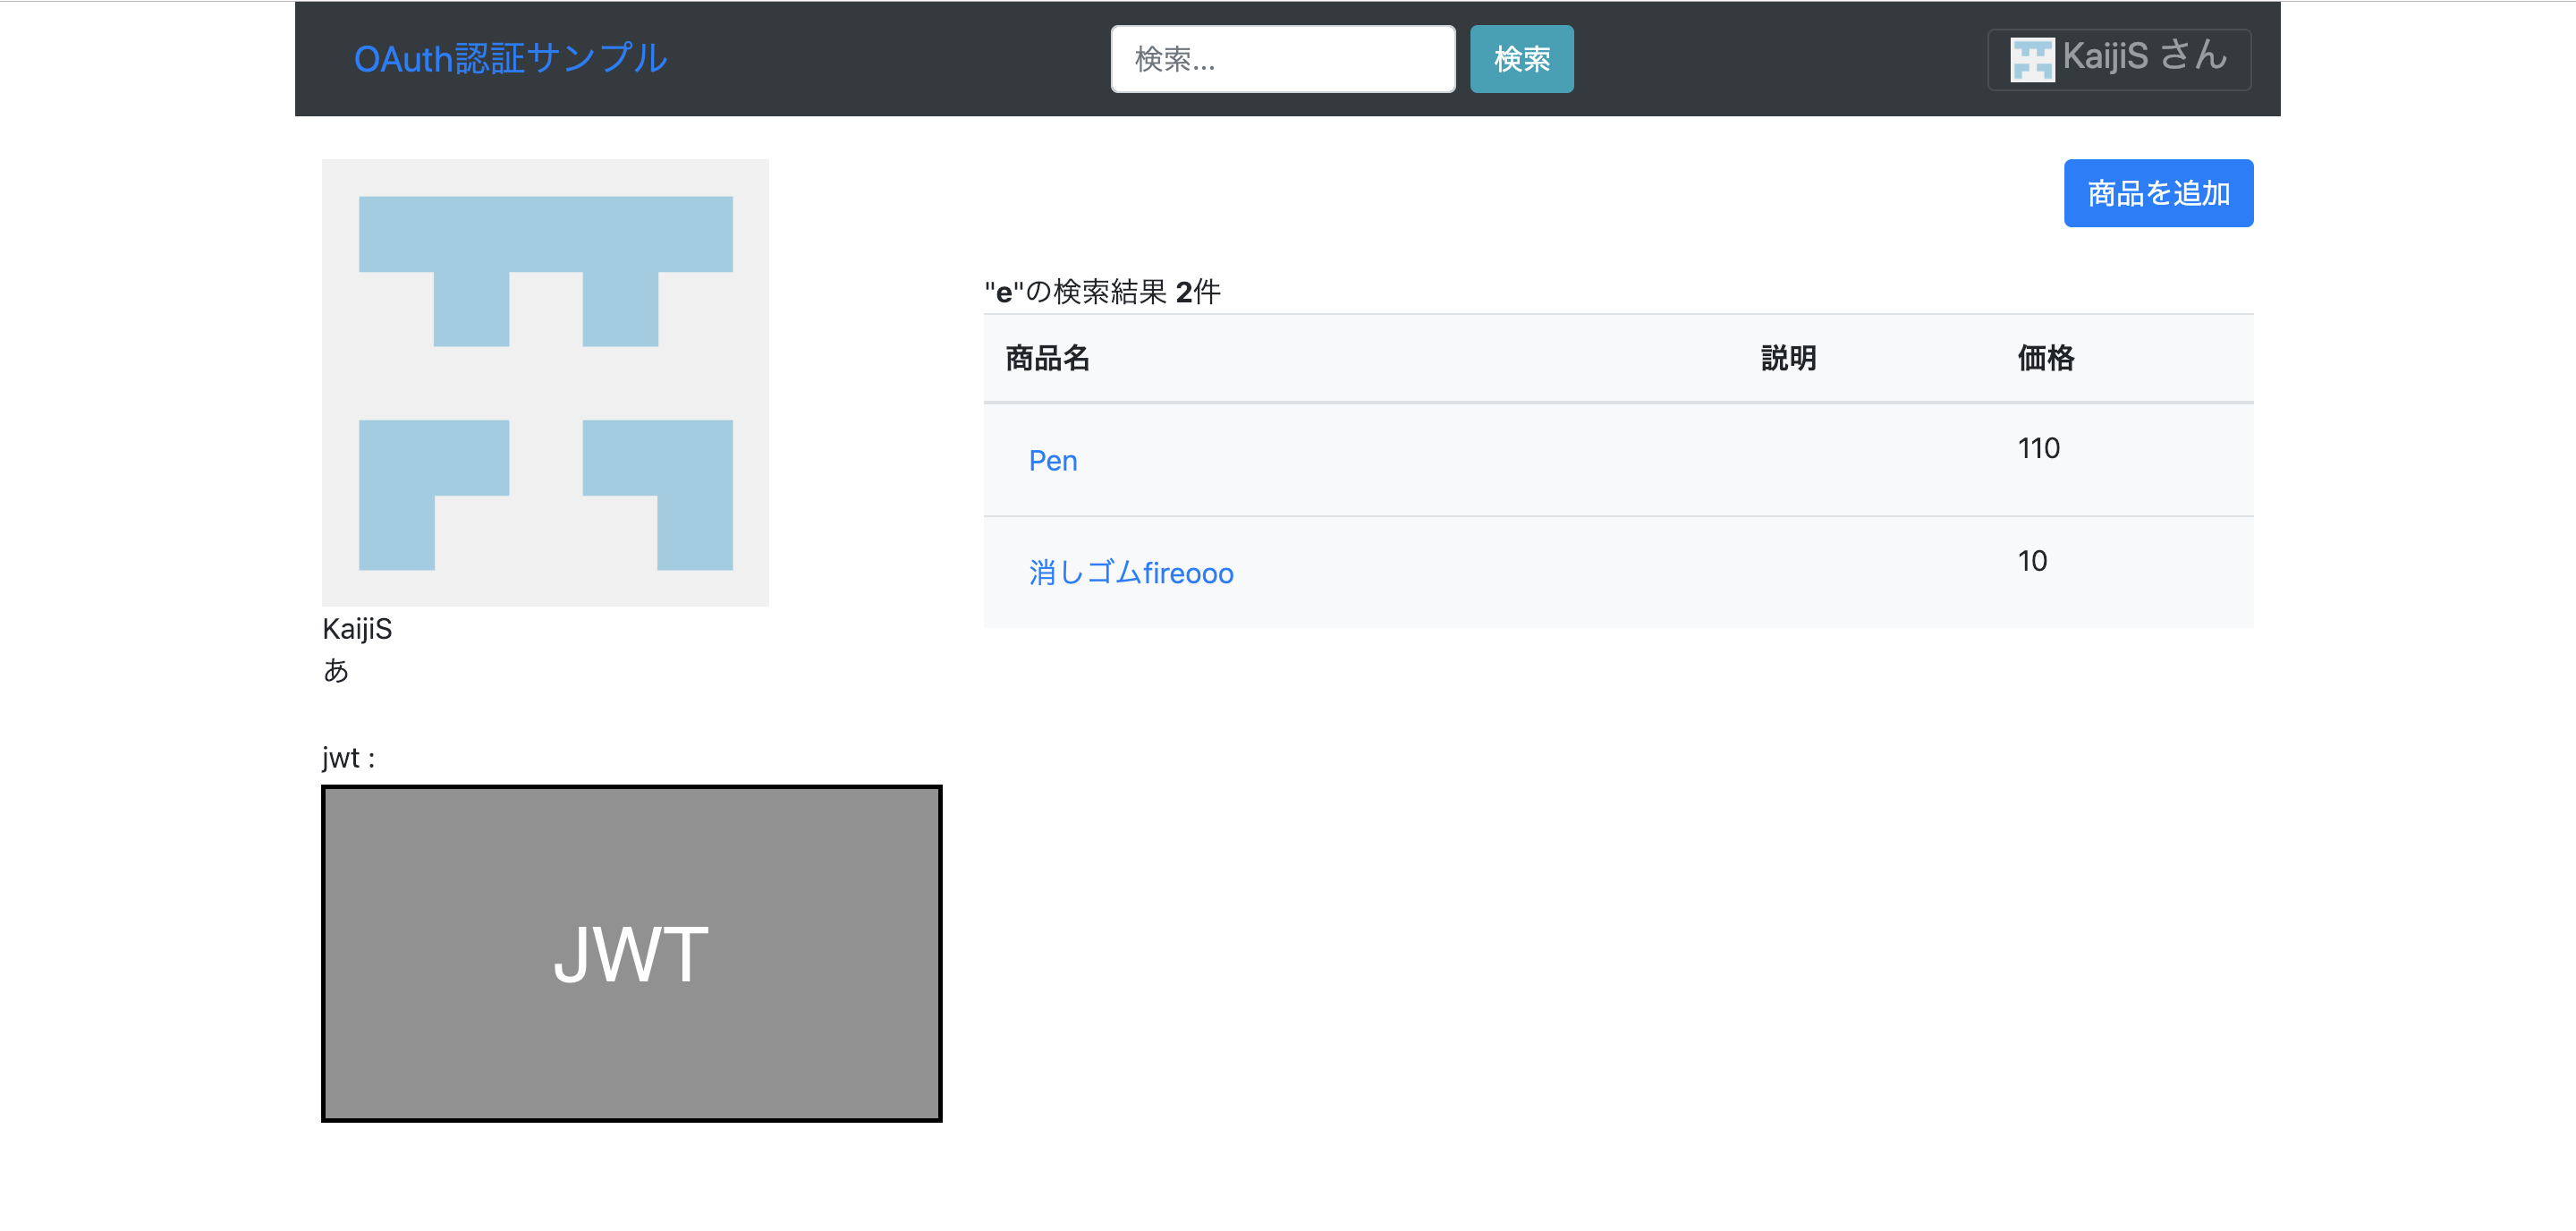 OAuth認証サンプル
検索...
検索
KaijiS さん
商品を追加
"e"の検索結果 2件
商品名 説明 価格
Pen 110
消しゴムfireooo 10
KaijiS
あ
jwt :
JWT